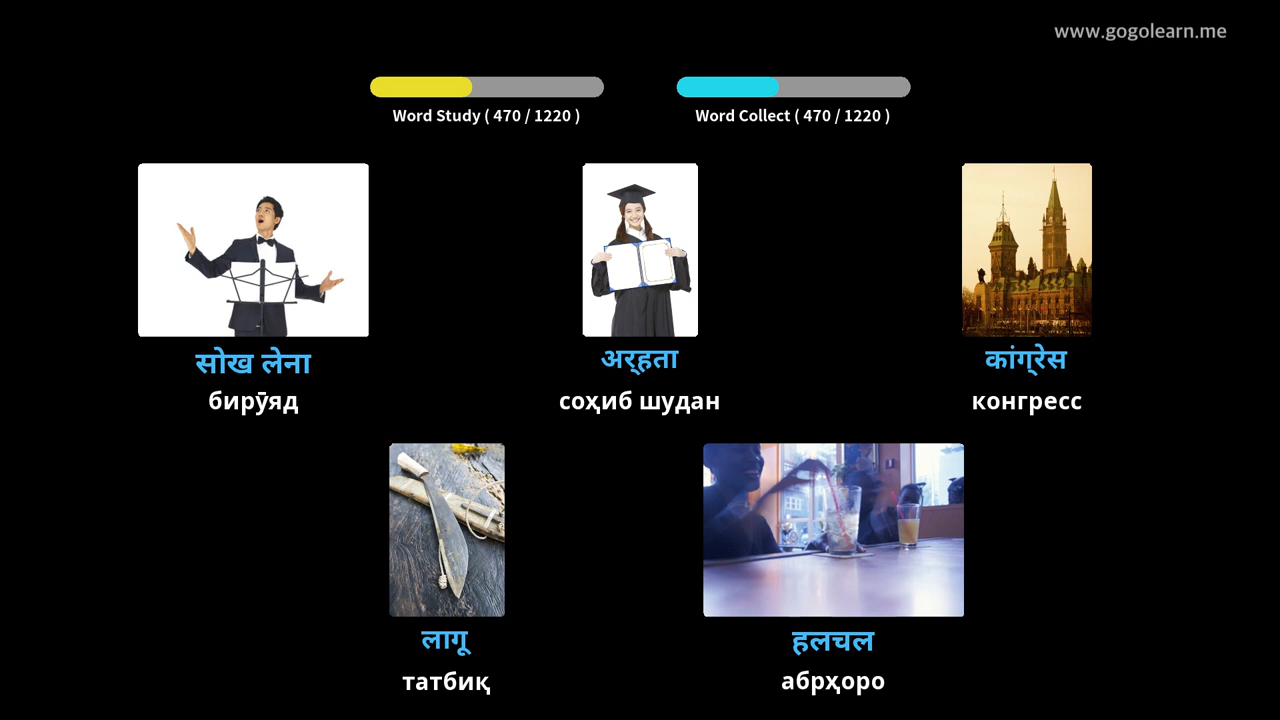 www.gogolearn.me
Word Study ( 470 / 1220 )
Word Collect ( 470 / 1220 )
सोख लेना
бирӯяд
अर्हता
соҳиб шудан
कांग्रेस
конгресс
लागू
татбиқ
हलचल
абрҳоро